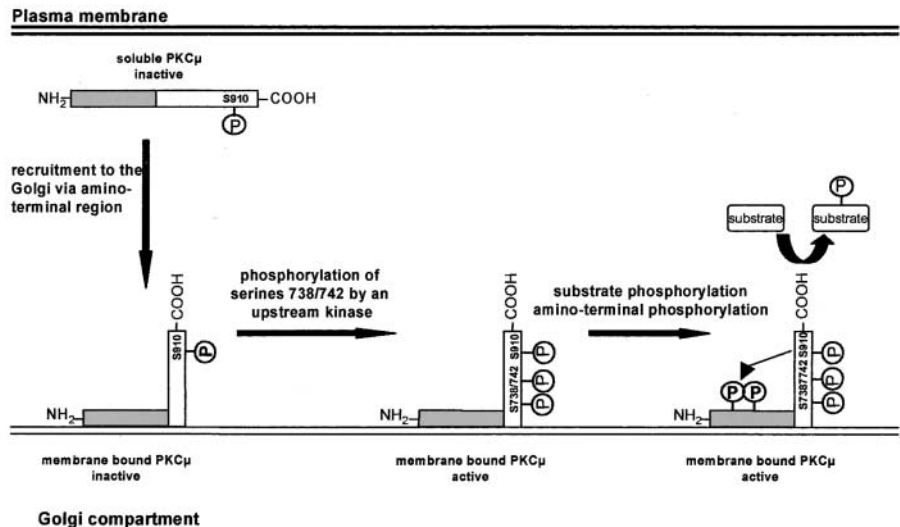 Plasma membrane
soluble PKCµ
inactive
NH2
S910
COOH
P
recruitment to the
Golgi via amino-
terminal region
phosphorylation of
serines 738/742 by an
upstream kinase
substrate phosphorylation
amino-terminal phosphorylation
P
substrate
substrate
COOH
S910
P
NH2
COOH
S738/742 S910
P
P
P
NH2
COOH
S7387742 S910
P
P
P
P P
NH2
membrane bound PKCµ
inactive
membrane bound PKCµ
active
membrane bound PKCµ
active
Golgi compartment